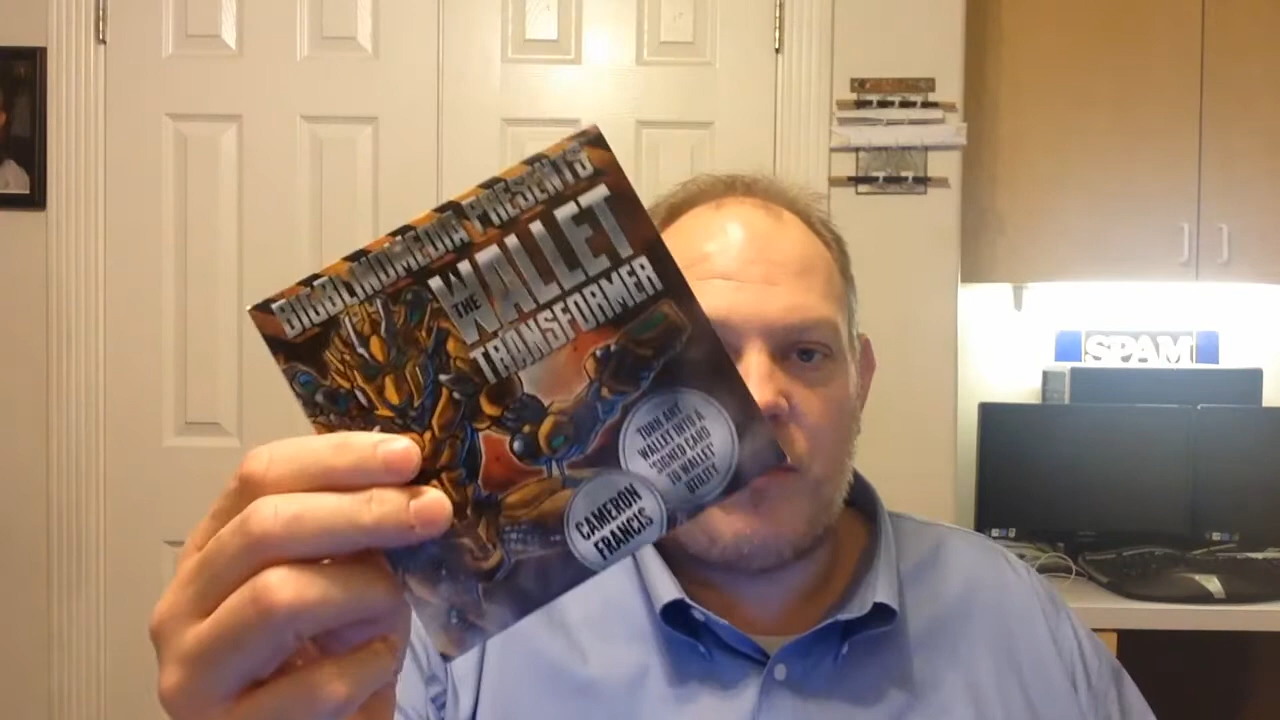 BIGBLINDMEDIA PRESENTS
THE WALLET
TRANSFORMER
TURN ANY
WALLET INTO A
'SIGNED CARD
TO WALLET'
UTILITY
CAMERON
FRANCIS
SPAM